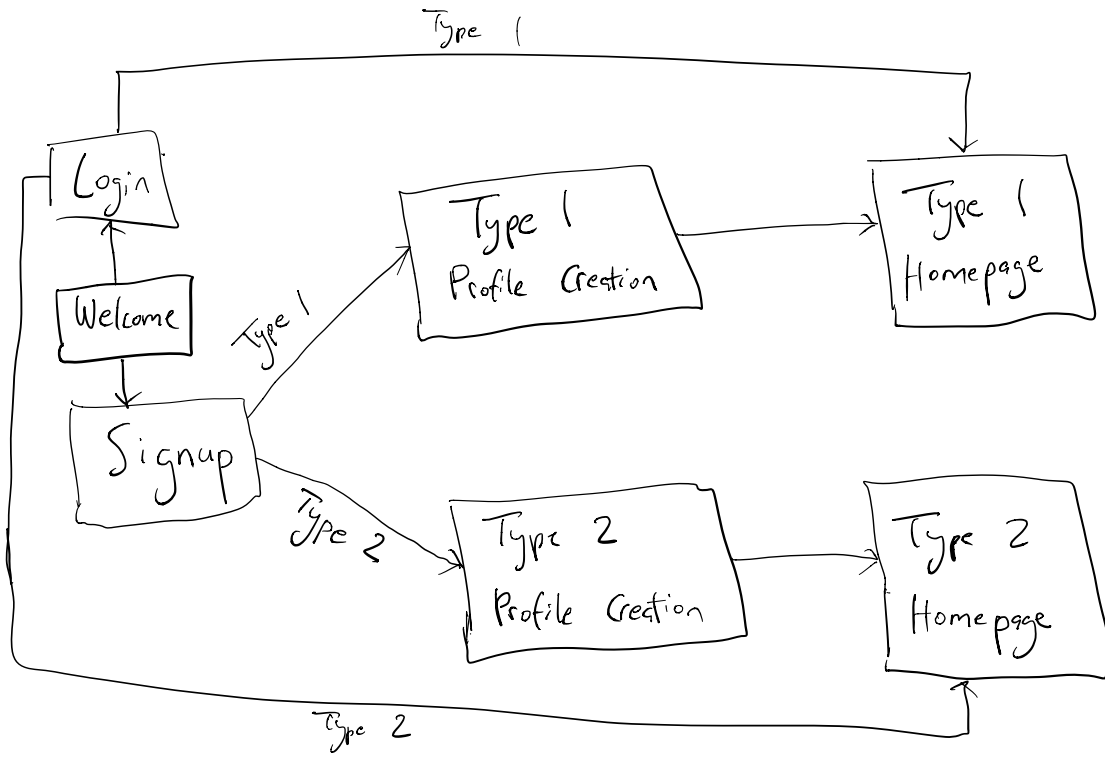 Type 1
Login
Welcome
Signup
Type 1
Type 2
Type 1
Profile Creation
Type 1
Homepage
Type 2
Profile Creation
Type 2
Homepage
Type 2